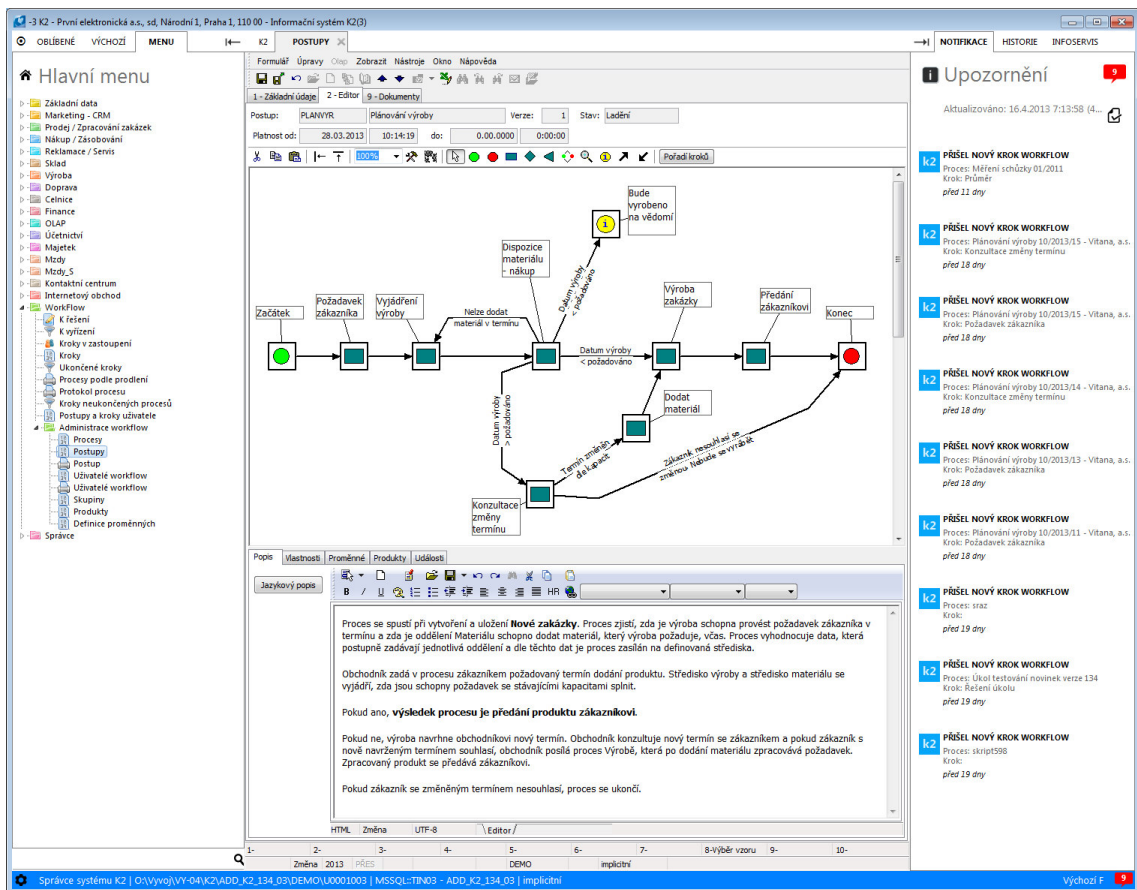 -3 K2 - První elektronická a.s., sd, Národní 1, Praha 1, 110 00 - Informační systém K2(3)
OBLÍBENÉ VÝCHOZÍ MENU
K2 POSTUPY
NOTIFIKACE HISTORIE INFOSERVIS
Hlavní menu
Základní data
Marketing - CRM
Prodej / Zpracování zakázek
Nákup / Zásobování
Reklamace / Servis
Sklad
Výroba
Doprava
Celnice
Finance
OLAP
Účetnictví
Majetek
Mzdy
Mzdy_S
Kontaktní centrum
Internetový obchod
WorkFlow
K řešení
K vyřízení
Kroky v zastoupení
Kroky
Ukončené kroky
Procesy podle prodlení
Protokol procesu
Kroky neukončených procesů
Postupy a kroky uživatele
Administrace workflow
Procesy
Postupy
Postup
Uživatelé workflow
Uživatelé workflow
Skupiny
Produkty
Definice proměnných
Správce
Formulář Úpravy Olap Zobrazit Nástroje Okno Nápověda
1 - Základní údaje 2 - Editor 9 - Dokumenty
Postup: PLANVYR Plánování výroby Verze: 1 Stav: Ladění
Platnost od: 28.03.2013 10:14:19 do: 0.00.0000 0:00:00
100% Pořadí kroků
Bude
vyrobeno
na vědomí
i
Dispozice
materiálu
- nákup
Datum výroby
< požadováno
Začátek
Požadavek
zákazníka
Vyjádření
výroby
Nelze dodat
materiál v termínu
Výroba
zakázky
Předání
zákazníkovi
Konec
Datum výroby
< požadováno
Datum výroby
> požadováno
Dodat
materiál
Termín změněn
dle kapacit
Zákazník nesouhlasí se
změnou. Nebude se vyrábět
Konzultace
změny
termínu
Popis Vlastnosti Proměnné Produkty Události
Jazykový popis
B I U HR
Proces se spustí při vytvoření a uložení Nové zakázky. Proces zjistí, zda je výroba schopna provést požadavek zákazníka v
termínu a zda je oddělení Materiálu schopno dodat materiál, který výroba požaduje, včas. Proces vyhodnocuje data, která
postupně zadávají jednotlivá oddělení a dle těchto dat je proces zasílán na definovaná střediska.
Obchodník zadá v procesu zákazníkem požadovaný termín dodání produktu. Středisko výroby a středisko materiálu se
vyjádří, zda jsou schopny požadavek se stávajícími kapacitami splnit.
Pokud ano, výsledek procesu je předání produktu zákazníkovi.
Pokud ne, výroba navrhne obchodníkovi nový termín. Obchodník konzultuje nový termín se zákazníkem a pokud zákazník s
nově navrženým termínem souhlasí, obchodník posílá proces Výrobě, která po dodání materiálu zpracovává požadavek.
Zpracovaný produkt se předává zákazníkovi.
Pokud zákazník se změněným termínem nesouhlasí, proces se ukončí.
HTML Změna UTF-8 Editor
1- 2- 3- 4- 5- 6- 7- 8-Výběr vzoru 9- 10-
Změna 2013 PŘES DEMO implicitní
Upozornění
9
Aktualizováno: 16.4.2013 7:13:58 (4...
k2
PŘIŠEL NOVÝ KROK WORKFLOW
Proces: Měření schůzky 01/2011
Krok: Průměr
před 11 dny
k2
PŘIŠEL NOVÝ KROK WORKFLOW
Proces: Plánování výroby 10/2013/15 - Vitana, a.s.
Krok: Konzultace změny termínu
před 18 dny
k2
PŘIŠEL NOVÝ KROK WORKFLOW
Proces: Plánování výroby 10/2013/15 - Vitana, a.s.
Krok: Požadavek zákazníka
před 18 dny
k2
PŘIŠEL NOVÝ KROK WORKFLOW
Proces: Plánování výroby 10/2013/14 - Vitana, a.s.
Krok: Konzultace změny termínu
před 18 dny
k2
PŘIŠEL NOVÝ KROK WORKFLOW
Proces: Plánování výroby 10/2013/13 - Vitana, a.s.
Krok: Požadavek zákazníka
před 18 dny
k2
PŘIŠEL NOVÝ KROK WORKFLOW
Proces: Plánování výroby 10/2013/11 - Vitana, a.s.
Krok: Požadavek zákazníka
před 18 dny
k2
PŘIŠEL NOVÝ KROK WORKFLOW
Proces: sraz
Krok:
před 19 dny
k2
PŘIŠEL NOVÝ KROK WORKFLOW
Proces: Úkol testování novinek verze 134
Krok: Řešení úkolu
před 19 dny
k2
PŘIŠEL NOVÝ KROK WORKFLOW
Proces: skript598
Krok:
před 19 dny
Správce systému K2 | O:\Vyvoj\VY-04\K2\ADD_K2_134_03\DEMO\U0001003 | MSSQL::TIN03 - ADD_K2_134_03 | implicitní
Výchozí F 9